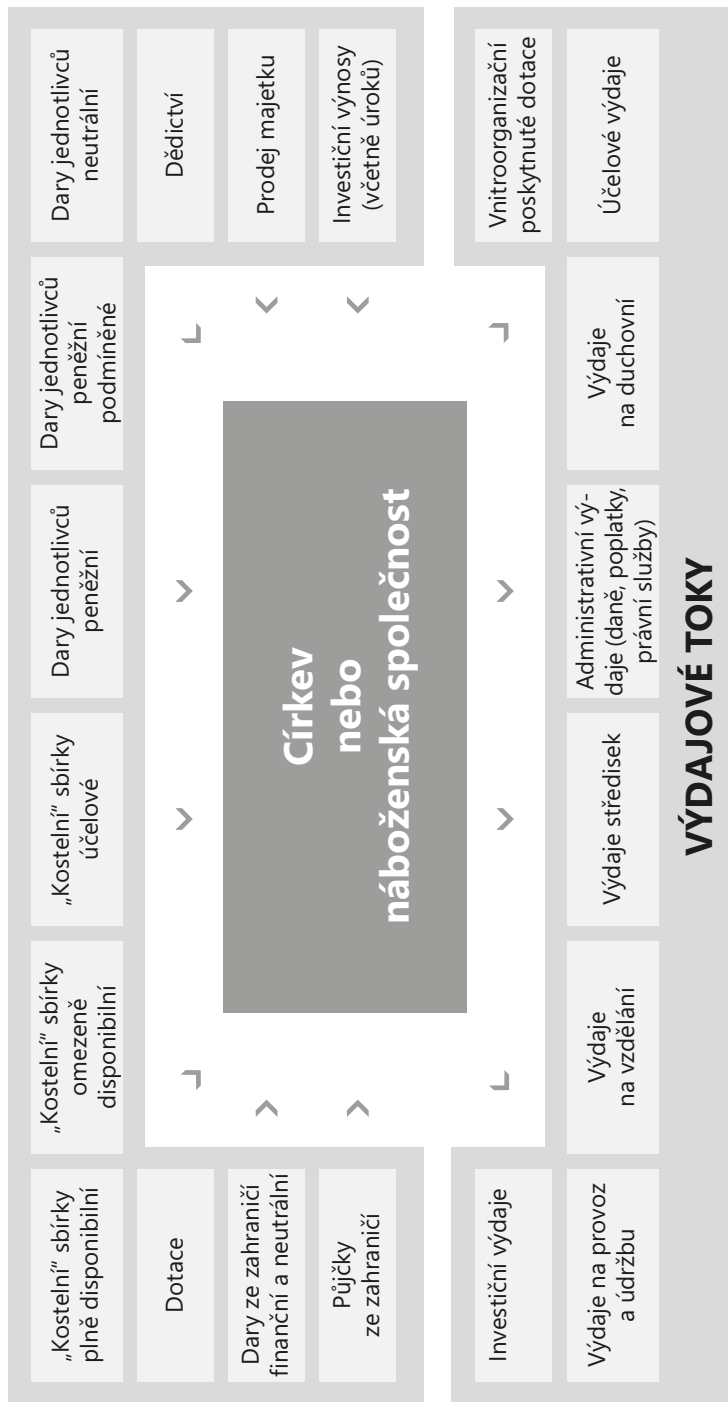 „Kostelní“ sbírky
plně disponibilní
„Kostelní“ sbírky
omezeně
disponibilní
„Kostelní“ sbírky
účelové
Dary jednotlivců
peněžní
Dary jednotlivců
peněžní
podmíněné
Dary jednotlivců
neutrální
Dotace
Dědictví
Dary ze zahraničí
finanční a neutrální
Prodej majetku
Půjčky
ze zahraničí
Investiční výnosy
(včetně úroků)
Církev
nebo
náboženská společnost
Investiční výdaje
Vnitroorganizační
poskytnuté dotace
Výdaje na provoz
a údržbu
Výdaje
na vzdělání
Výdaje středisek
Administrativní vý-
daje (daně, poplatky,
právní služby)
Výdaje
na duchovní
Účelové výdaje
VÝDAJOVÉ TOKY